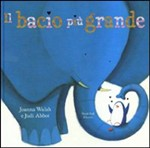 Il bacio più grande
Joanna Walsh
e Judi Abbot